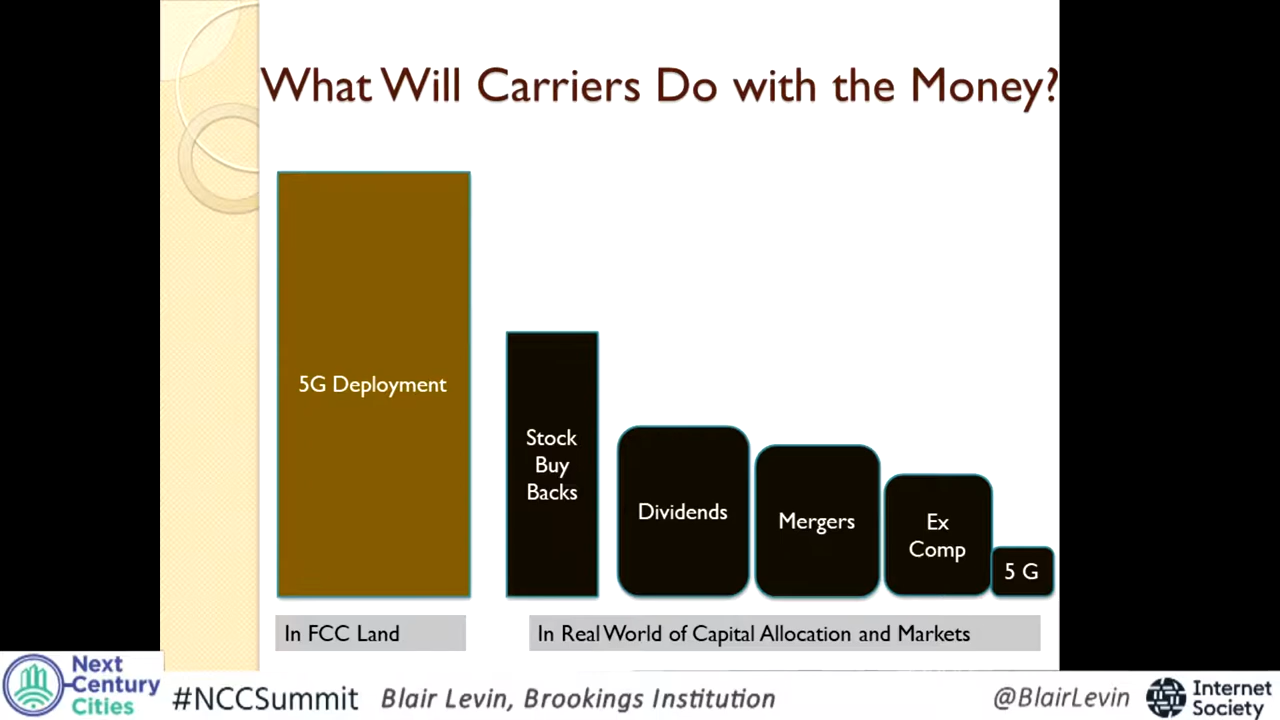 What Will Carriers Do with the Money?
5G Deployment
Stock
Buy
Backs
Dividends
Mergers
Ex
Comp
5 G
In FCC Land
In Real World of Capital Allocation and Markets
Next
Century
Cities
#NCCSummit
Blair Levin, Brookings Institution
@BlairLevin
Internet
Society